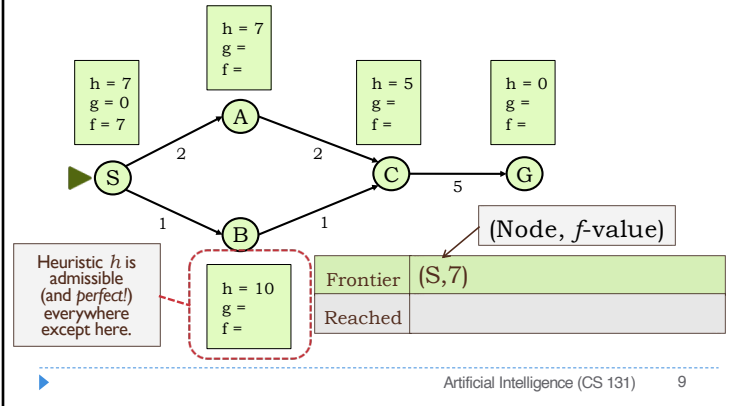 h = 7
g =
f =
h = 7
g = 0
f = 7
h = 5
g =
f =
h = 0
g =
f =
A
2
2
S
C
5
G
1
1
B
(Node, f-value)
Heuristic h is
admissible
(and perfect!)
everywhere
except here.
h = 10
g =
f =
Frontier (S,7)
Reached
Artificial Intelligence (CS 131) 9